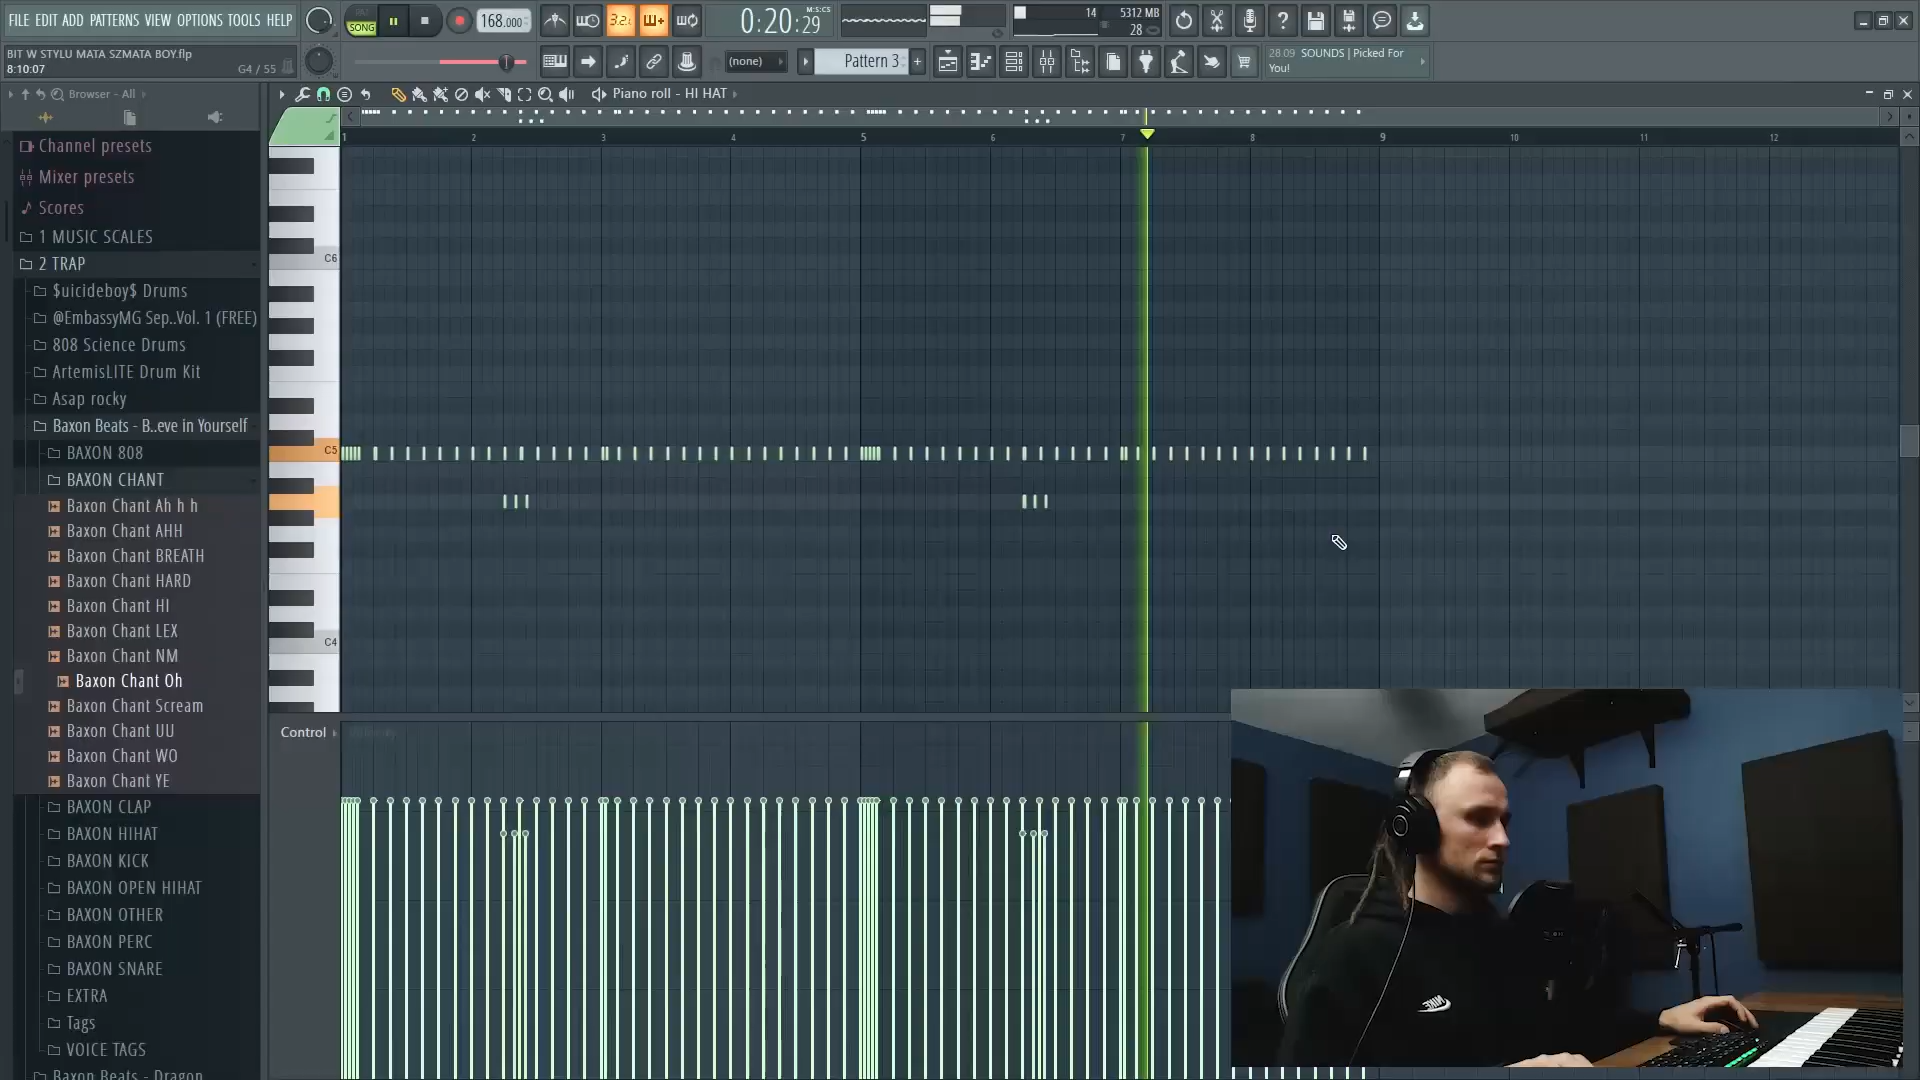 FILE EDIT ADD PATTERNS VIEW OPTIONS TOOLS HELP
SONG
168.000
3.2.
0:20:29
M:S:CS
14
5312 MB
28
BIT W STYLU MATA SZMATA BOY.flp
8:10:07
G4 / 55
(none)
Pattern 3
28.09 SOUNDS | Picked For
You!
Browser - All
Piano roll - HI HAT
1 2 3 4 5 6 7 8 9 10 11 12
Channel presets
Mixer presets
Scores
1 MUSIC SCALES
2 TRAP
$uicideboy$ Drums
@EmbassyMG Sep..Vol. 1 (FREE)
808 Science Drums
ArtemisLITE Drum Kit
Asap rocky
Baxon Beats - B..eve in Yourself
BAXON 808
BAXON CHANT
Baxon Chant Ah h h
Baxon Chant AHH
Baxon Chant BREATH
Baxon Chant HARD
Baxon Chant HI
Baxon Chant LEX
Baxon Chant NM
Baxon Chant Oh
Baxon Chant Scream
Baxon Chant UU
Baxon Chant WO
Baxon Chant YE
BAXON CLAP
BAXON HIHAT
BAXON KICK
BAXON OPEN HIHAT
BAXON OTHER
BAXON PERC
BAXON SNARE
EXTRA
Tags
VOICE TAGS
Baxon Beats - Dragon
C6
C5
C4
Control
NIKE